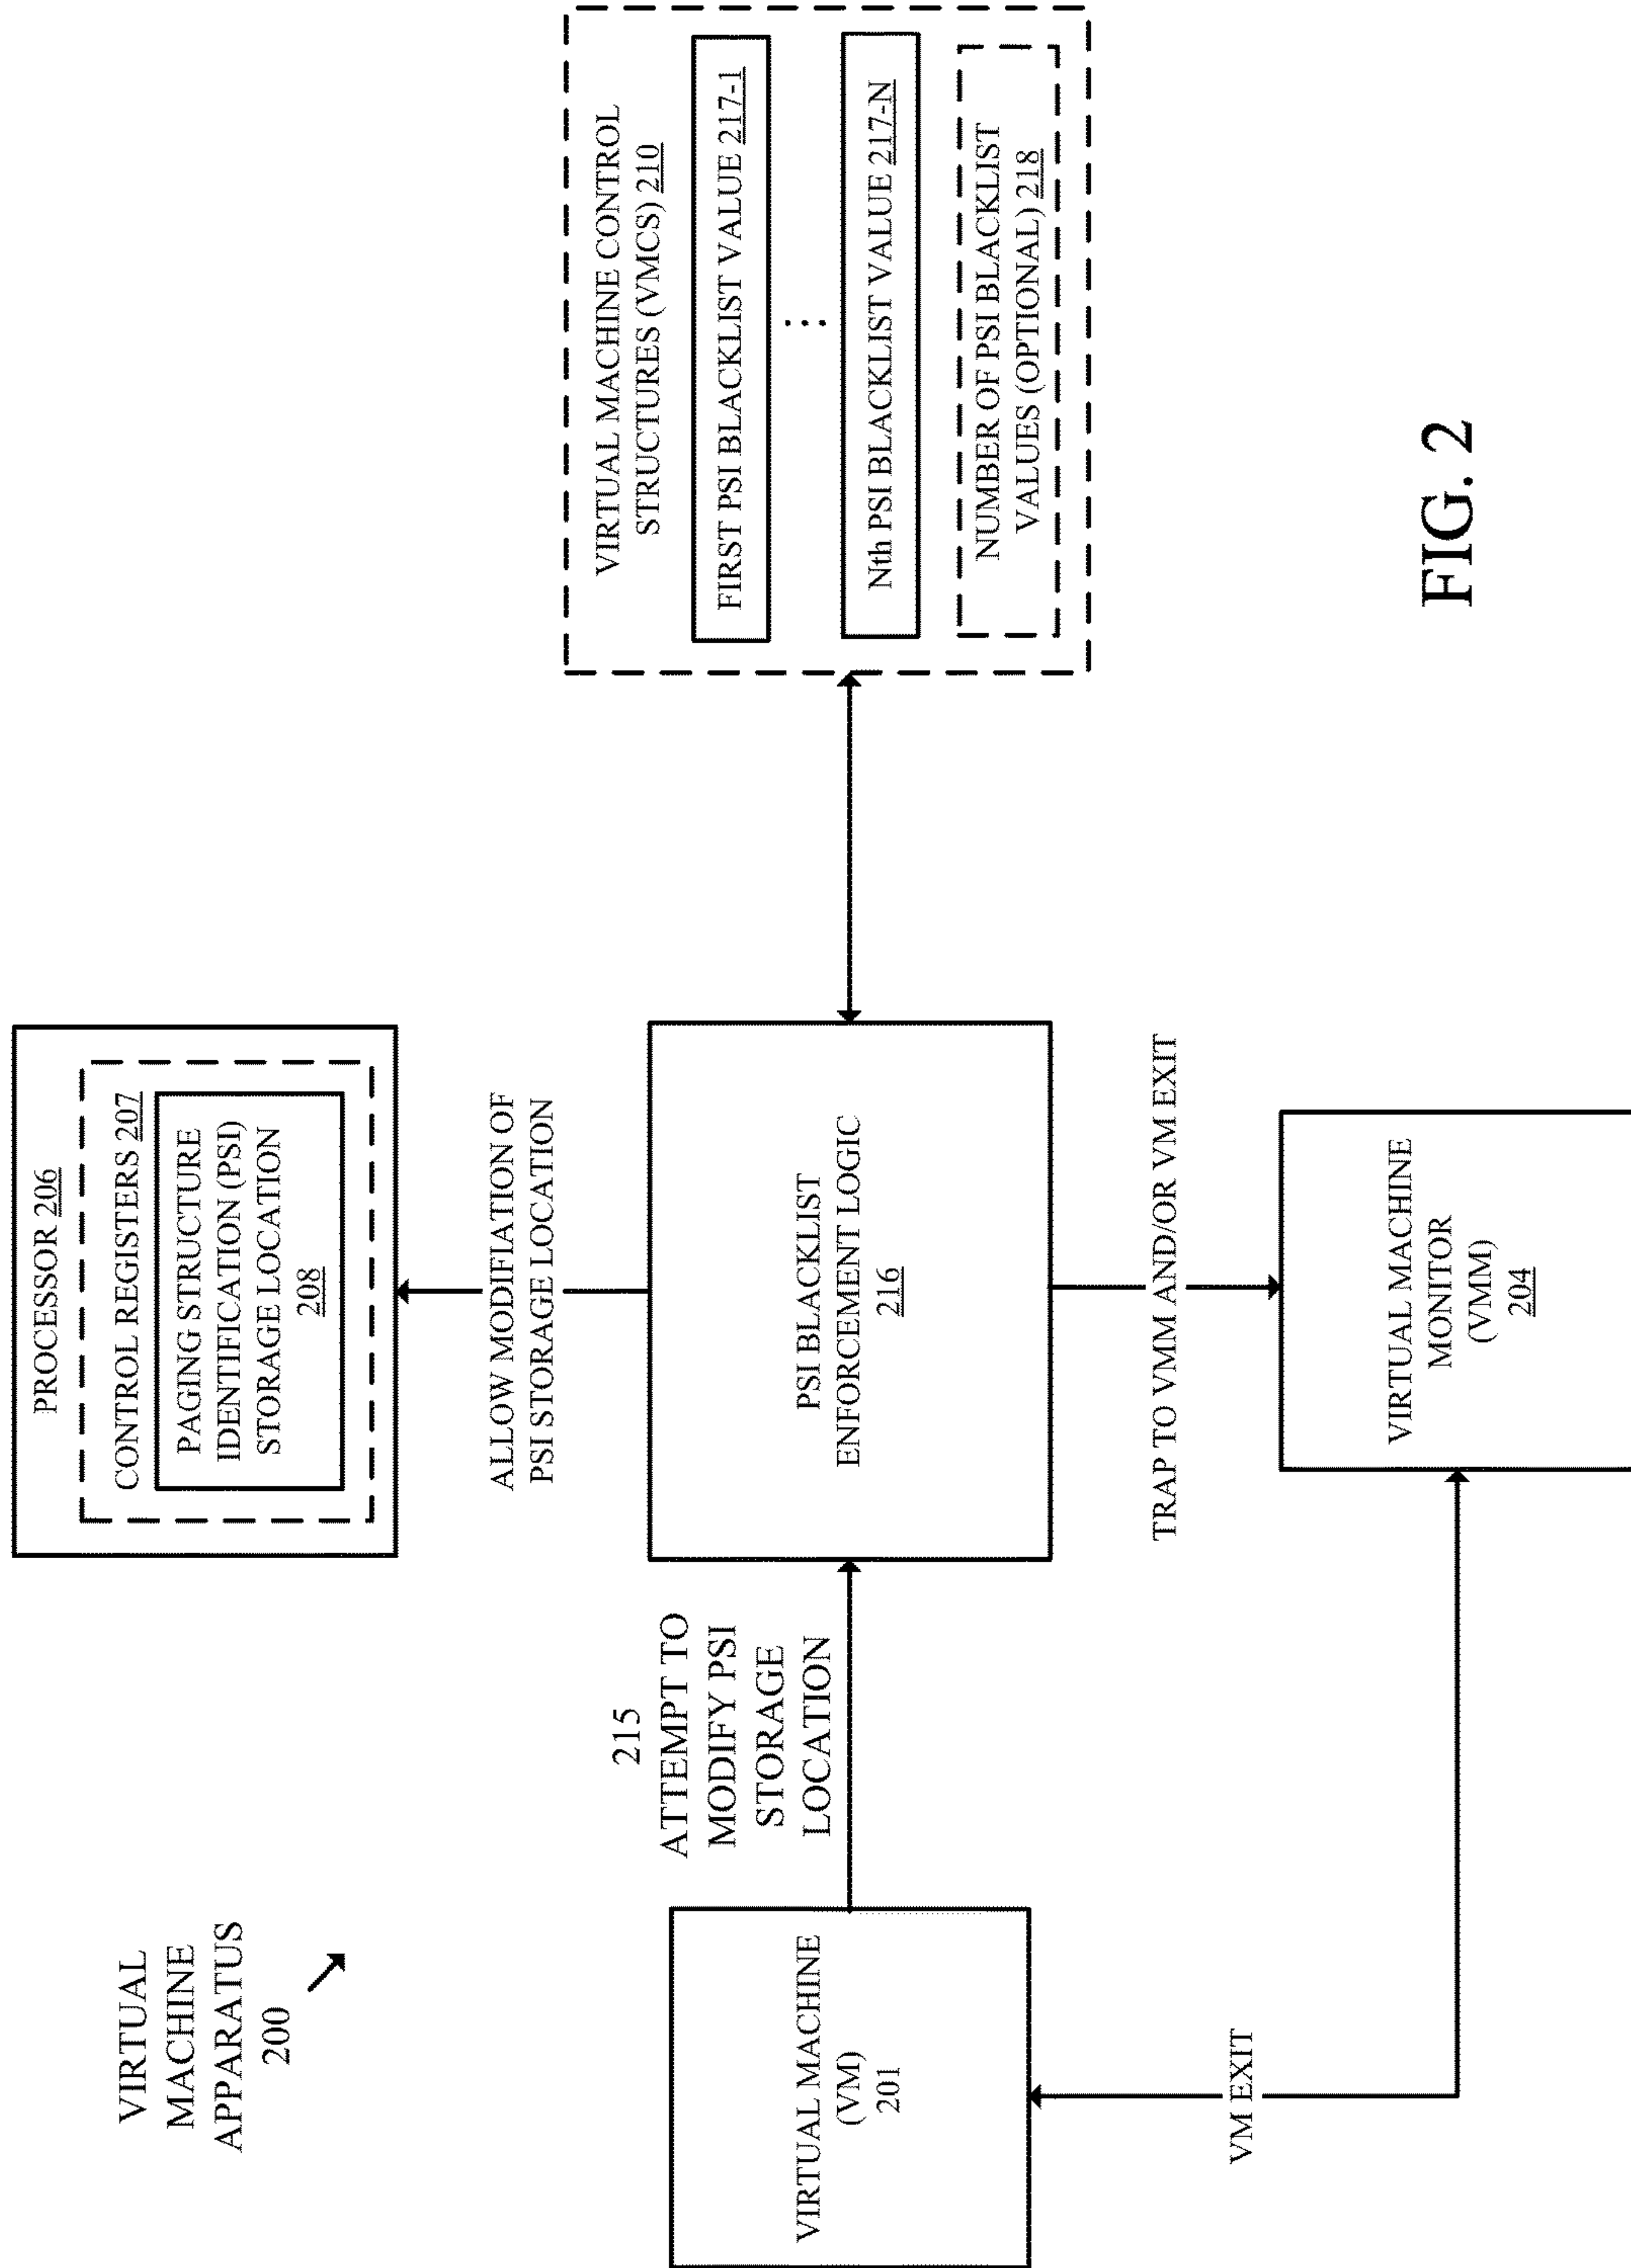 VIRTUAL
MACHINE
APPARATUS
200
PROCESSOR 206
CONTROL REGISTERS 207
PAGING STRUCTURE
IDENTIFICATION (PSI)
STORAGE LOCATION
208
ALLOW MODIFIATION OF
PSI STORAGE LOCATION
215
ATTEMPT TO
MODIFY PSI
STORAGE
LOCATION
VIRTUAL MACHINE
(VM)
201
PSI BLACKLIST
ENFORCEMENT LOGIC
216
VIRTUAL MACHINE CONTROL
STRUCTURES (VMCS) 210
FIRST PSI BLACKLIST VALUE 217-1
...
Nth PSI BLACKLIST VALUE 217-N
NUMBER OF PSI BLACKLIST
VALUES (OPTIONAL) 218
TRAP TO VMM AND/OR VM EXIT
VM EXIT
VIRTUAL MACHINE
MONITOR
(VMM)
204
FIG. 2